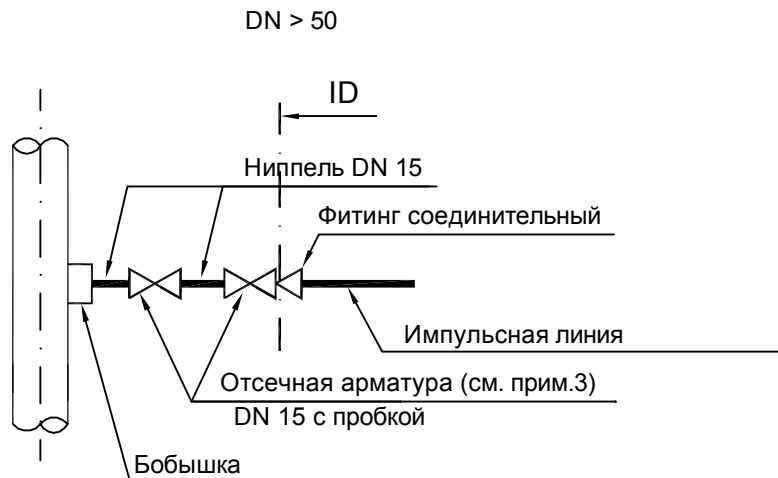 DN > 50
ID
Ниппель DN 15
Фитинг соединительный
Импульсная линия
Отсечная арматура (см. прим.3)
DN 15 с пробкой
Бобышка